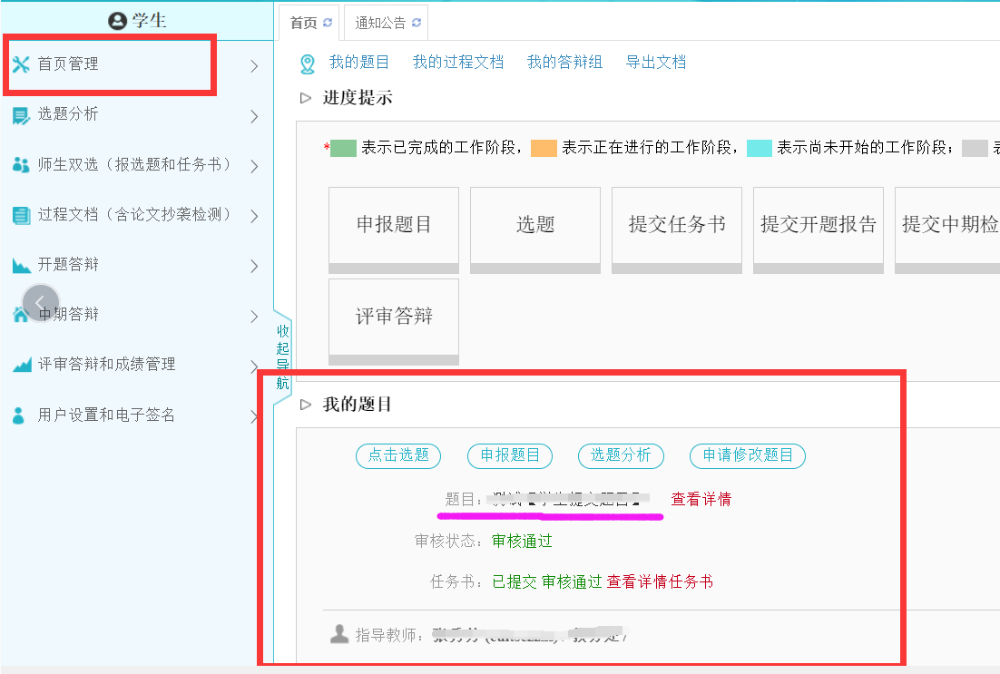 学生
首页管理
选题分析
师生双选（报选题和任务书）
过程文档（含论文抄袭检测）
开题答辩
中期答辩
评审答辩和成绩管理
用户设置和电子签名
收起导航
首页 通知公告
我的题目 我的过程文档 我的答辩组 导出文档
进度提示
* 表示已完成的工作阶段， 表示正在进行的工作阶段， 表示尚未开始的工作阶段；
申报题目 选题 提交任务书 提交开题报告 提交中期检
评审答辩
我的题目
点击选题 申报题目 选题分析 申请修改题目
题目： 查看详情
审核状态：审核通过
任务书：已提交 审核通过 查看详情任务书
指导教师：